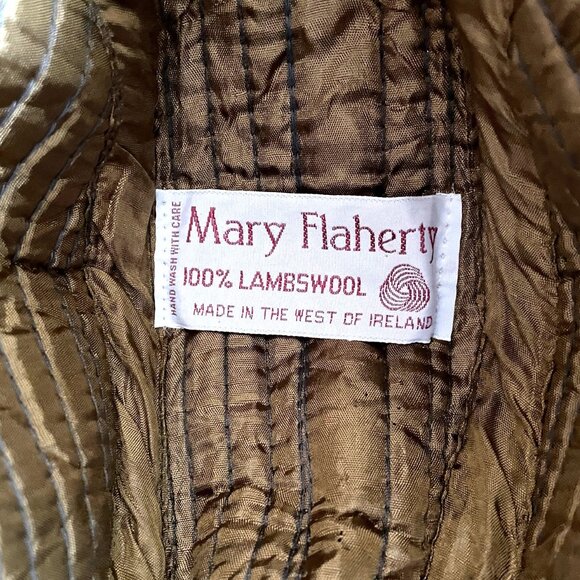 HAND WASH WITH CARE
Mary Flaherty
100% LAMBSWOOL
MADE IN THE WEST OF IRELAND